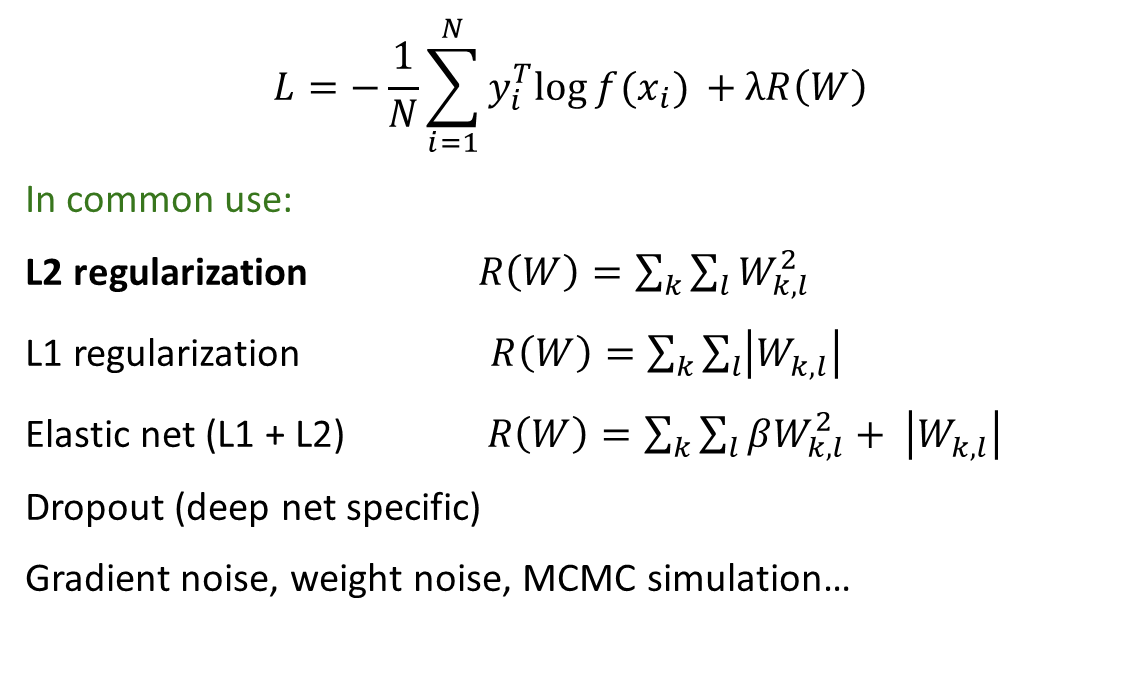 L = −1/N ∑_{i=1}^{N} y_i^T log f(x_i) + λR(W)
In common use:
L2 regularization R(W) = ∑_k ∑_l W_{k,l}^2
L1 regularization R(W) = ∑_k ∑_l |W_{k,l}|
Elastic net (L1 + L2) R(W) = ∑_k ∑_l βW_{k,l}^2 + |W_{k,l}|
Dropout (deep net specific)
Gradient noise, weight noise, MCMC simulation…